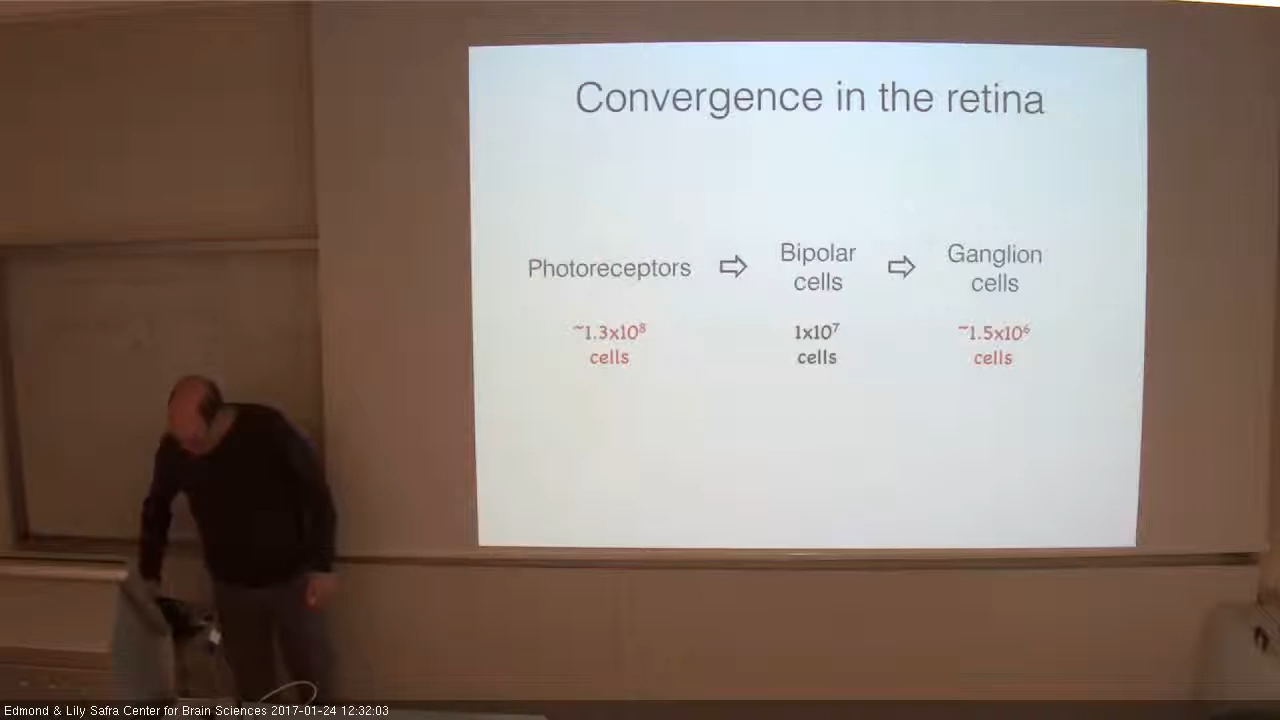 Convergence in the retina
Photoreceptors ⇨ Bipolar cells ⇨ Ganglion cells
~1.3x10⁸ cells
1x10⁷ cells
~1.5x10⁶ cells
Edmond & Lily Safra Center for Brain Sciences 2017-01-24 12:32:03